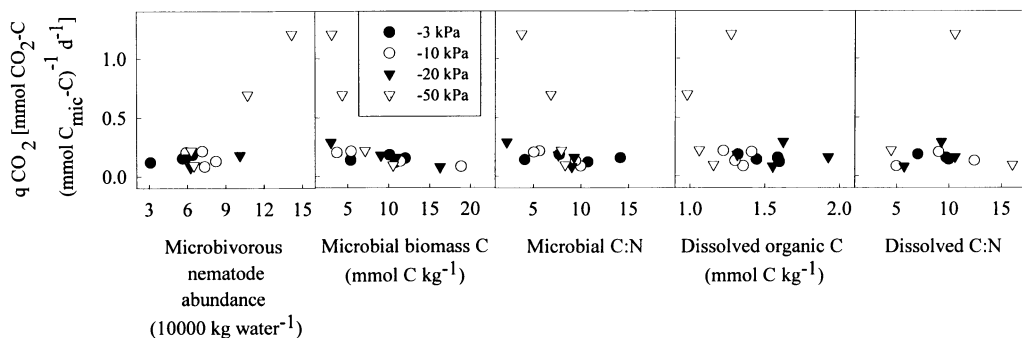 q CO2 [mmol CO2-C
(mmol Cmic-C)-1 d-1]
1.0
0.5
0.0
-3 kPa
-10 kPa
-20 kPa
-50 kPa
3 6 9 12 15
5 10 15 20
5 10 15
1.0 1.5 2.0
5 10 15
Microbivorous
nematode
abundance
(10000 kg water-1)
Microbial biomass C
(mmol C kg-1)
Microbial C:N
Dissolved organic C
(mmol C kg-1)
Dissolved C:N